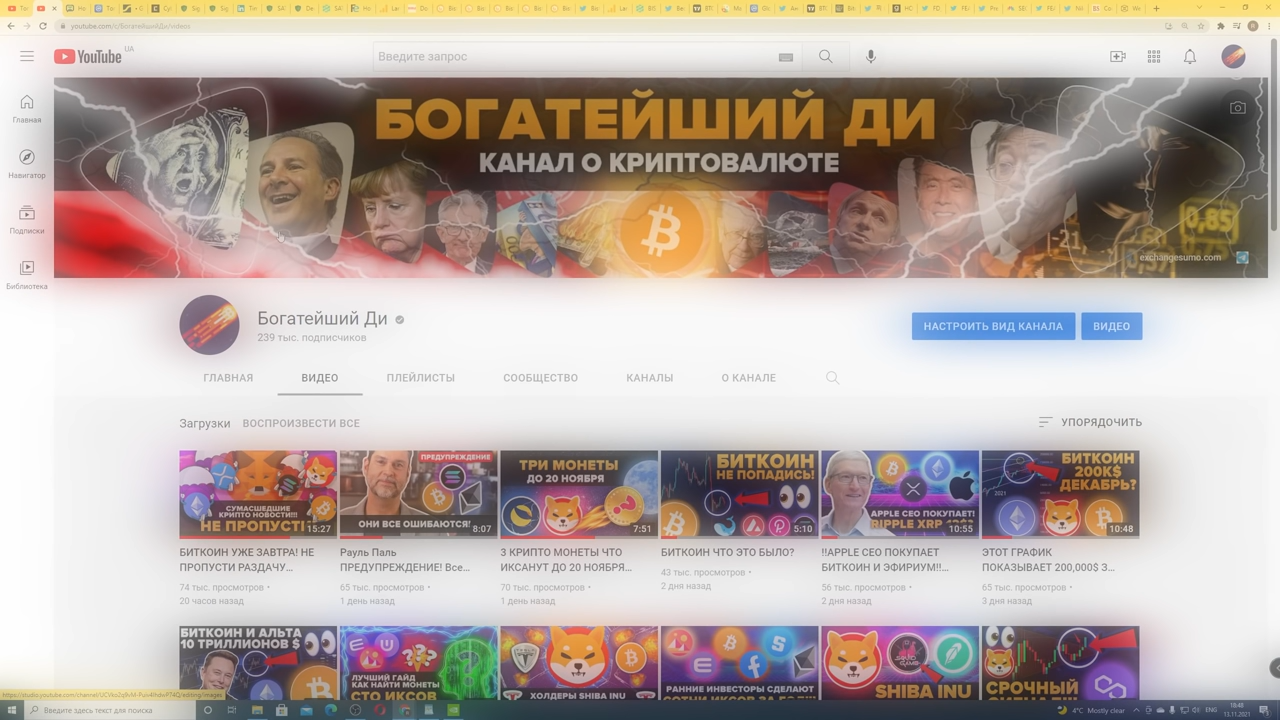 youtube.com/c/БогатейшийДи/videos
YouTube UA
Введите запрос
Главная
Навигатор
Подписки
Библиотека
БОГАТЕЙШИЙ ДИ
КАНАЛ О КРИПТОВАЛЮТЕ
0,85
-21,
exchangesumo.com
Богатейший Ди
239 тыс. подписчиков
НАСТРОИТЬ ВИД КАНАЛА
ВИДЕО
ГЛАВНАЯ ВИДЕО ПЛЕЙЛИСТЫ СООБЩЕСТВО КАНАЛЫ О КАНАЛЕ
Загрузки ВОСПРОИЗВЕСТИ ВСЕ
УПОРЯДОЧИТЬ
СУМАСШЕДШИЕ
КРИПТО НОВОСТИ!!!
НЕ ПРОПУСТИ
15:27
БИТКОИН УЖЕ ЗАВТРА! НЕ
ПРОПУСТИ РАЗДАЧУ...
74 тыс. просмотров •
20 часов назад
ПРЕДУПРЕЖДЕНИЕ
ОНИ ВСЕ ОШИБАЮТСЯ!
8:07
Рауль Паль
ПРЕДУПРЕЖДЕНИЕ! Все...
65 тыс. просмотров •
1 день назад
ТРИ МОНЕТЫ
ДО 20 НОЯБРЯ
7:51
3 КРИПТО МОНЕТЫ ЧТО
ИКСАНУТ ДО 20 НОЯБРЯ...
70 тыс. просмотров •
1 день назад
БИТКОИН
НЕ ПОПАДИСЬ!
5:10
БИТКОИН ЧТО ЭТО БЫЛО?
43 тыс. просмотров •
2 дня назад
APPLE CEO ПОКУПАЕТ!
RIPPLE XRP
10:55
!!APPLE CEO ПОКУПАЕТ
БИТКОИН И ЭФИРИУМ!!...
56 тыс. просмотров •
2 дня назад
БИТКОИН
200K$
ДЕКАБРЬ?
2021
10:48
ЭТОТ ГРАФИК
ПОКАЗЫВАЕТ 200,000$ З...
65 тыс. просмотров •
3 дня назад
БИТКОИН И АЛЬТА
10 ТРИЛЛИОНОВ $
ЛУЧШИЙ ГАЙД
КАК НАЙТИ МОНЕТЫ
СТО ИКСОВ
ХОЛДЕРЫ SHIBA INU
РАННИЕ ИНВЕСТОРЫ СДЕЛАЮТ
SHIBA INU
СРОЧНЫЙ
Введите здесь текст для поиска
4°C Mostly clear
ENG
18:48
13.11.2021